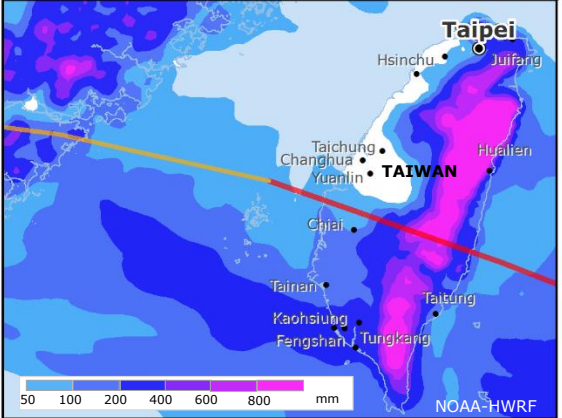 Taipei
Hsinchu
Juifang
Taichung
Changhua
Yuanlin
TAIWAN
Hualien
Chiai
Tainan
Taitung
Kaohsiung
Fengshan
Tungkang
50 100 200 400 600 800 mm
NOAA-HWRF